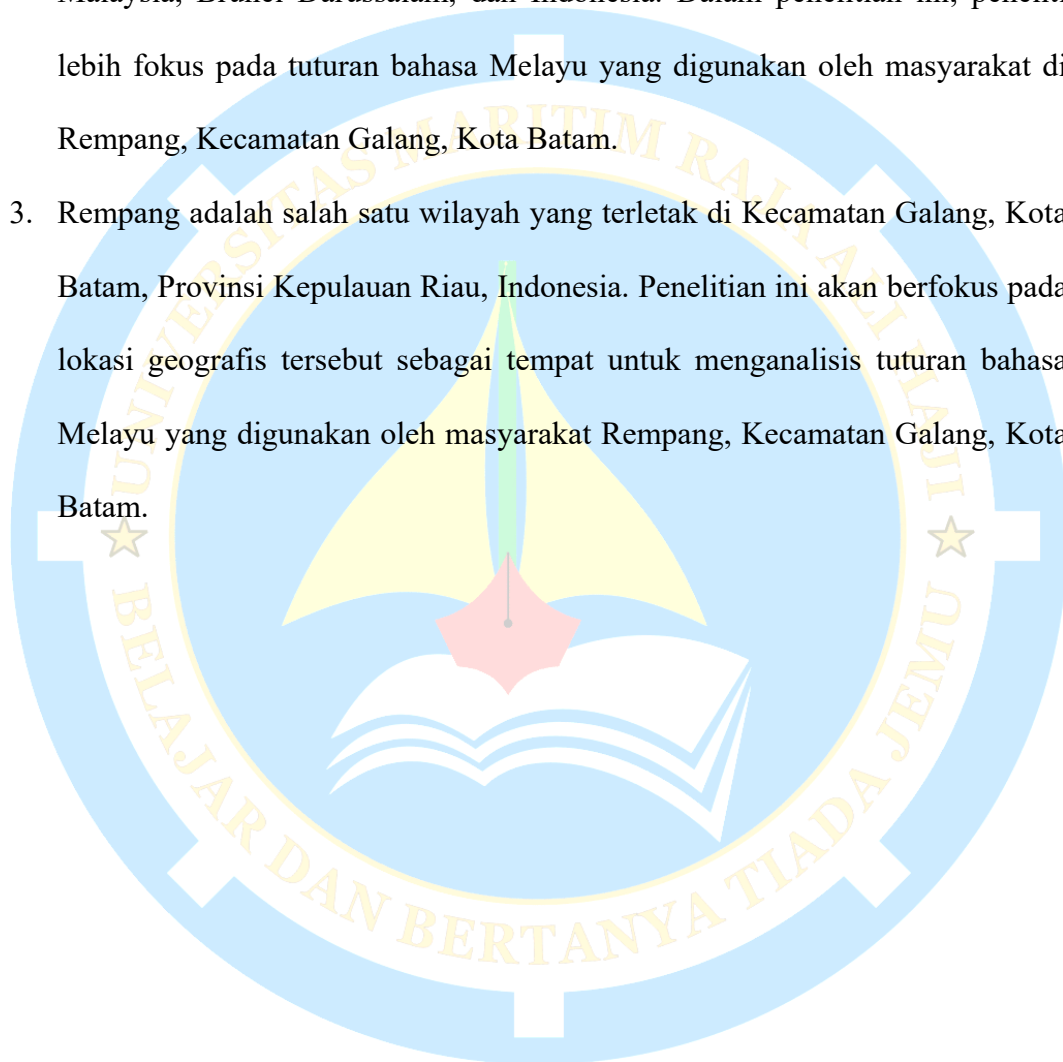 Malaysia, Brunei Darussalam, dan Indonesia. Dalam penelitian ini, peneliti
lebih fokus pada tuturan bahasa Melayu yang digunakan oleh masyarakat di
Rempang, Kecamatan Galang, Kota Batam.
3. Rempang adalah salah satu wilayah yang terletak di Kecamatan Galang, Kota
Batam, Provinsi Kepulauan Riau, Indonesia. Penelitian ini akan berfokus pada
lokasi geografis tersebut sebagai tempat untuk menganalisis tuturan bahasa
Melayu yang digunakan oleh masyarakat Rempang, Kecamatan Galang, Kota
Batam.
UNIVERSITAS MARITIM RAJA ALI HAJI
BELAJAR DAN BERTANYA TIADA JEMU